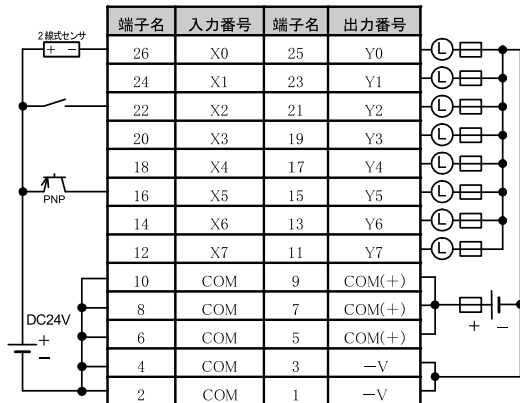 端子名 入力番号 端子名 出力番号
2線式センサ
+ −
26 X0 25 Y0 L
24 X1 23 Y1 L
22 X2 21 Y2 L
20 X3 19 Y3 L
18 X4 17 Y4 L
16 X5 15 Y5 L
PNP
14 X6 13 Y6 L
12 X7 11 Y7 L
10 COM 9 COM(+)
8 COM 7 COM(+)
DC24V
+ −
6 COM 5 COM(+)
+
−
4 COM 3 −V
2 COM 1 −V